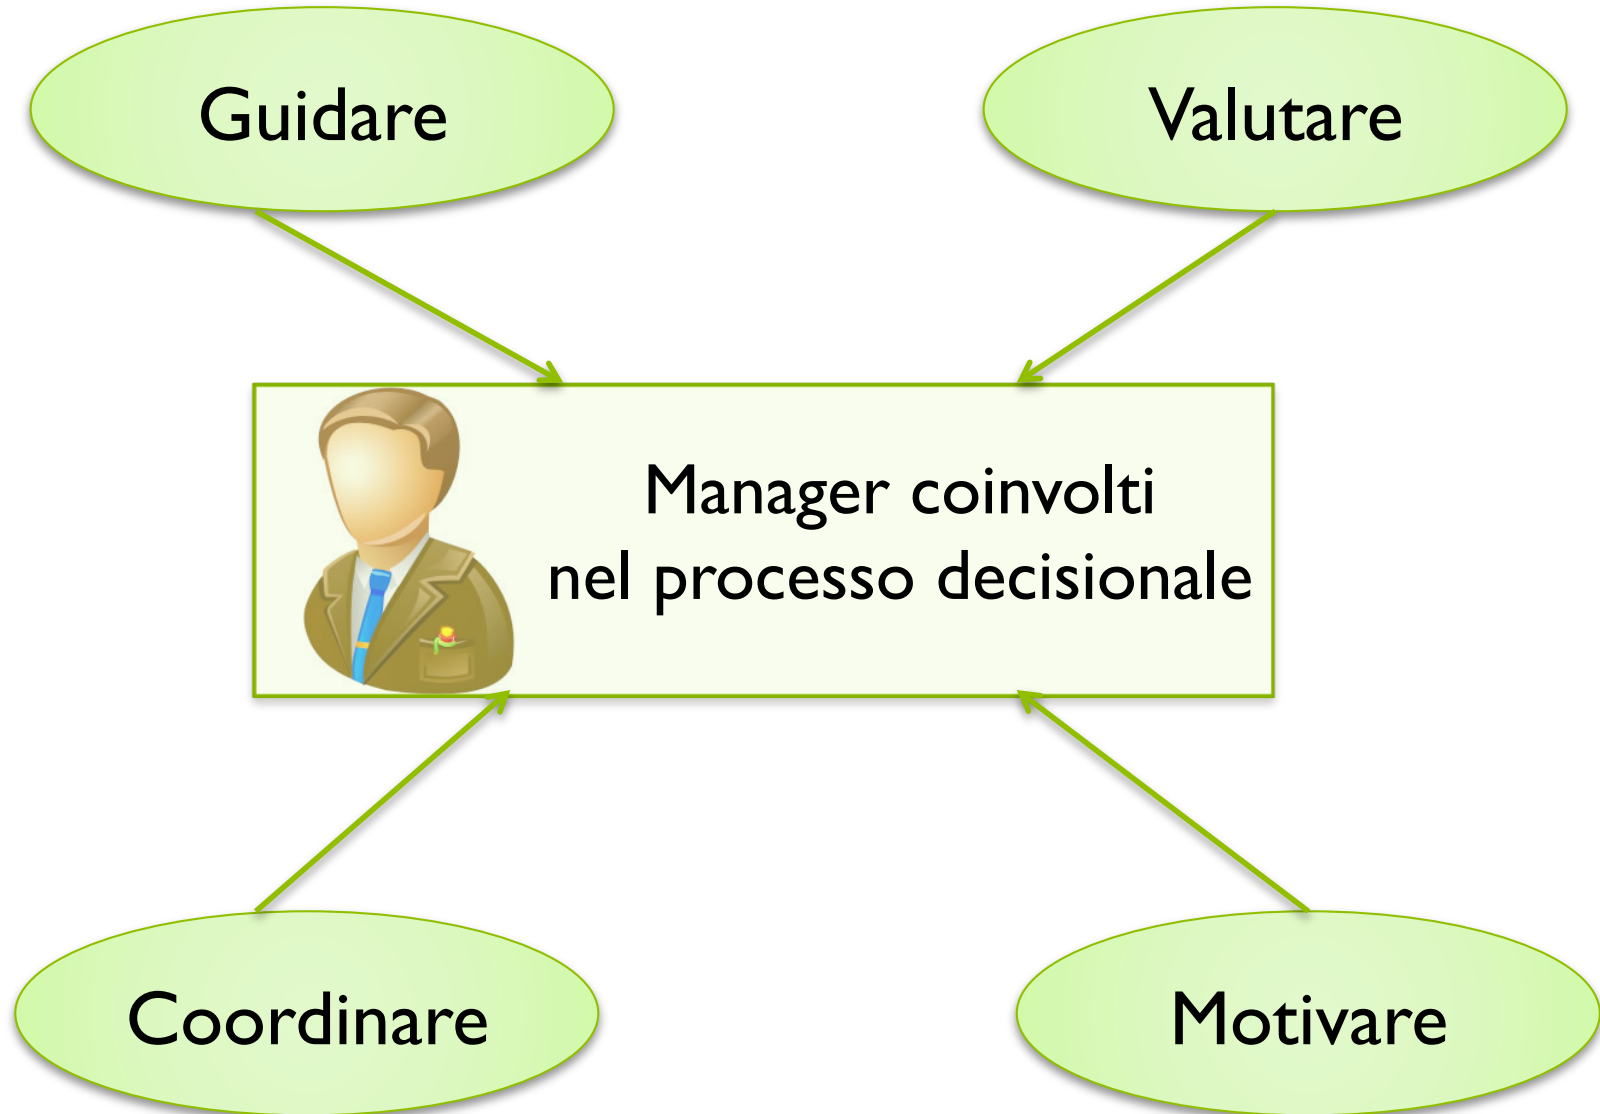 Guidare
Valutare
Manager coinvolti
nel processo decisionale
Coordinare
Motivare